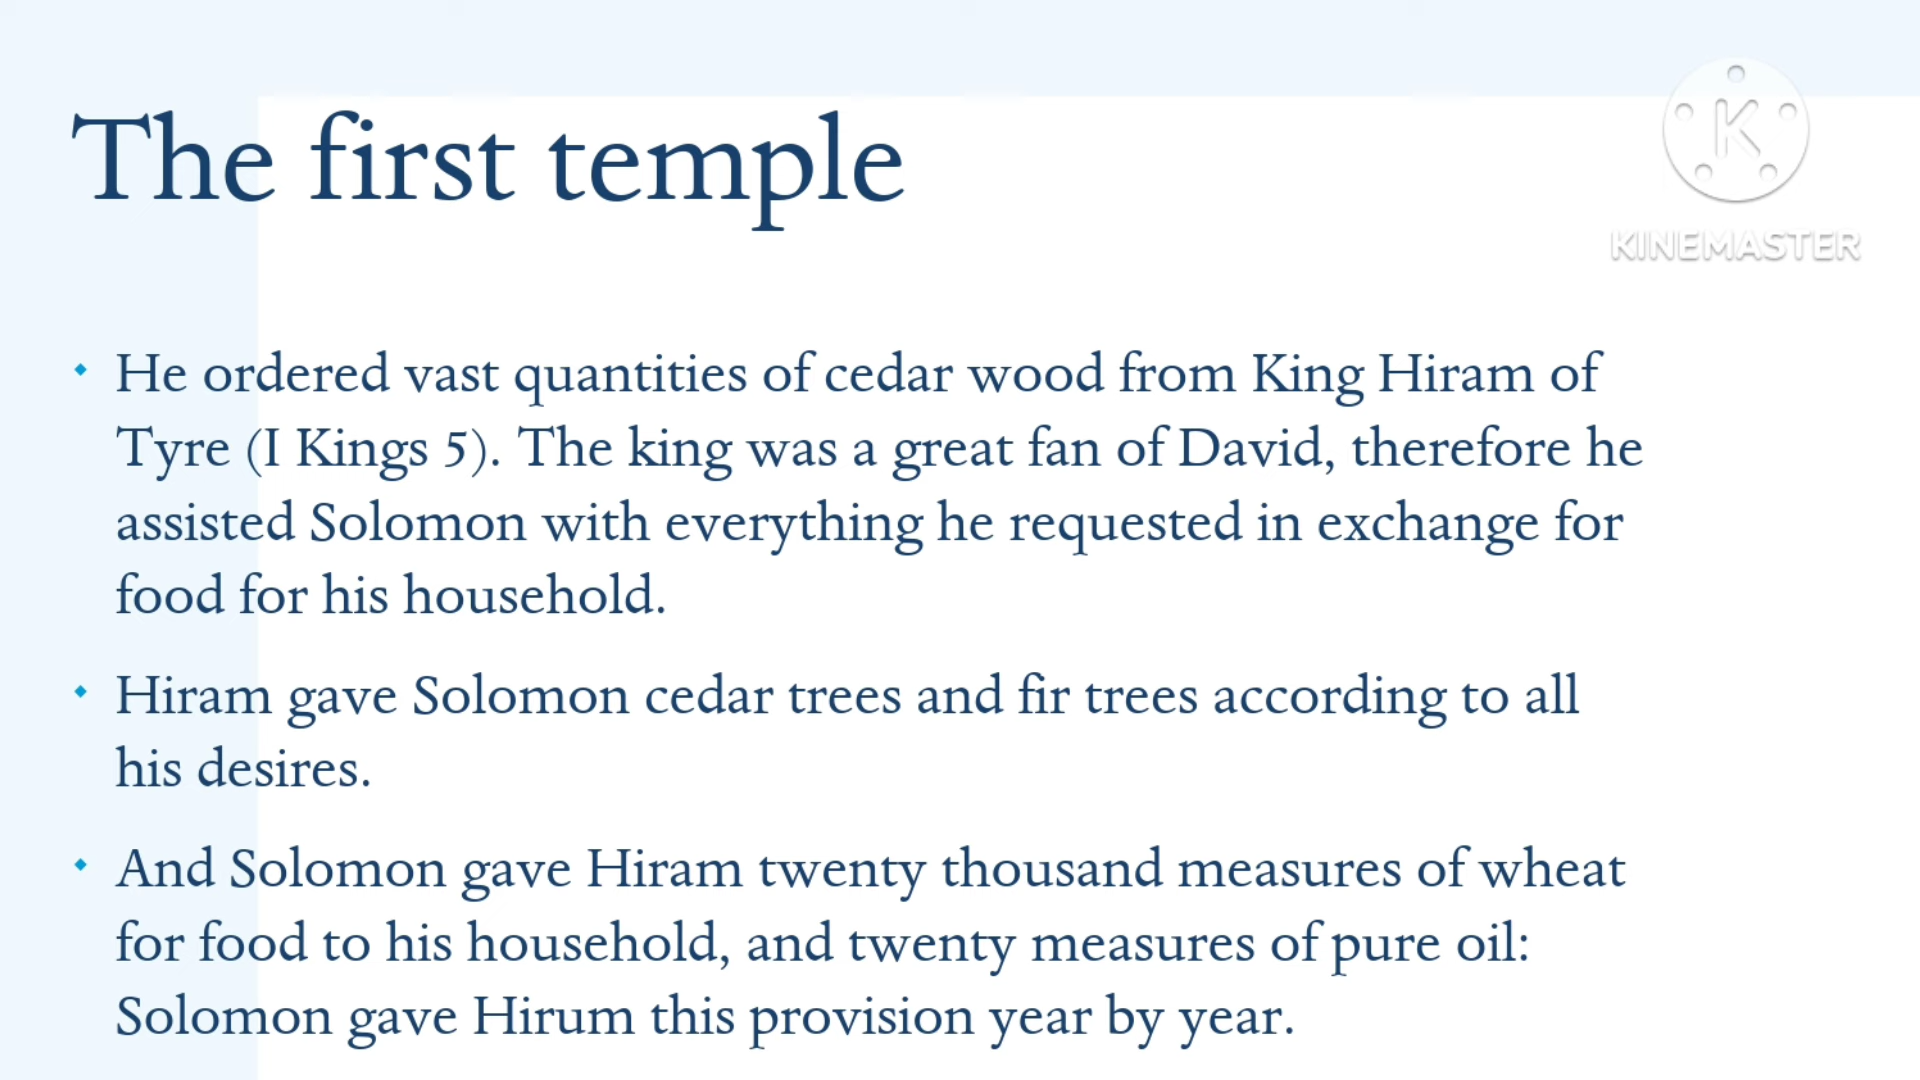 The first temple
K
KINEMASTER
• He ordered vast quantities of cedar wood from King Hiram of
Tyre (I Kings 5). The king was a great fan of David, therefore he
assisted Solomon with everything he requested in exchange for
food for his household.
• Hiram gave Solomon cedar trees and fir trees according to all
his desires.
• And Solomon gave Hiram twenty thousand measures of wheat
for food to his household, and twenty measures of pure oil:
Solomon gave Hirum this provision year by year.